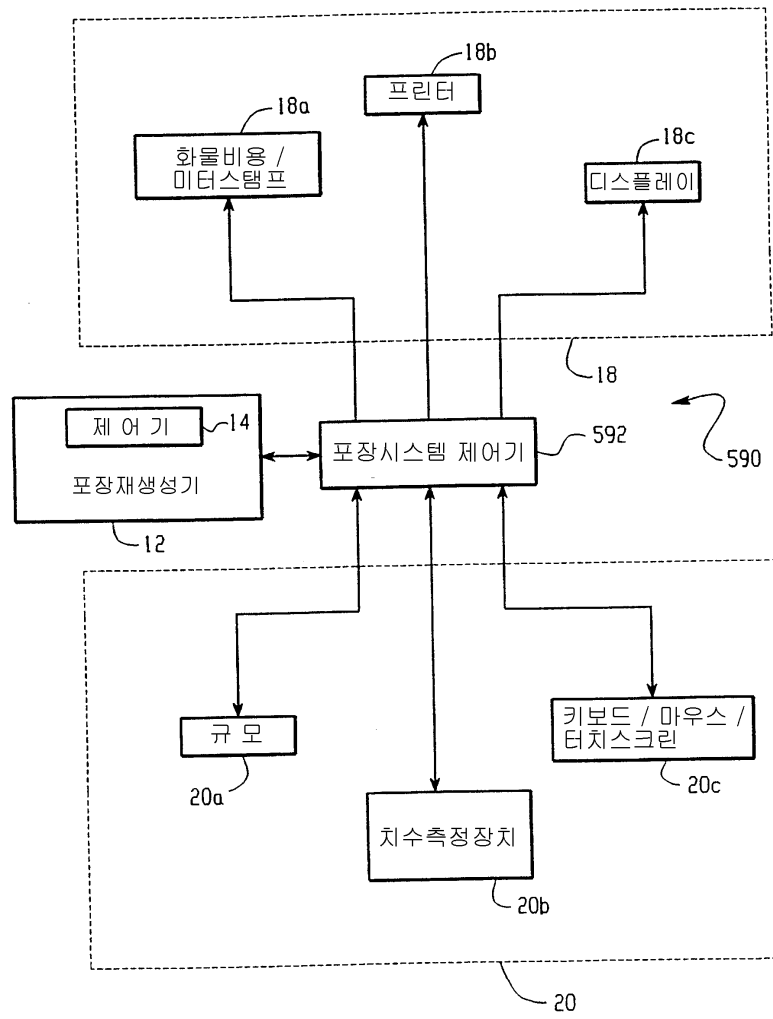 18b
프린터
18a
화물비용 /
미터스탬프
18c
디스플레이
18
제 어 기
14
포장재생성기
12
포장시스템 제어기
592
590
규 모
20a
치수측정장치
20b
키보드 / 마우스 /
터치스크린
20c
20